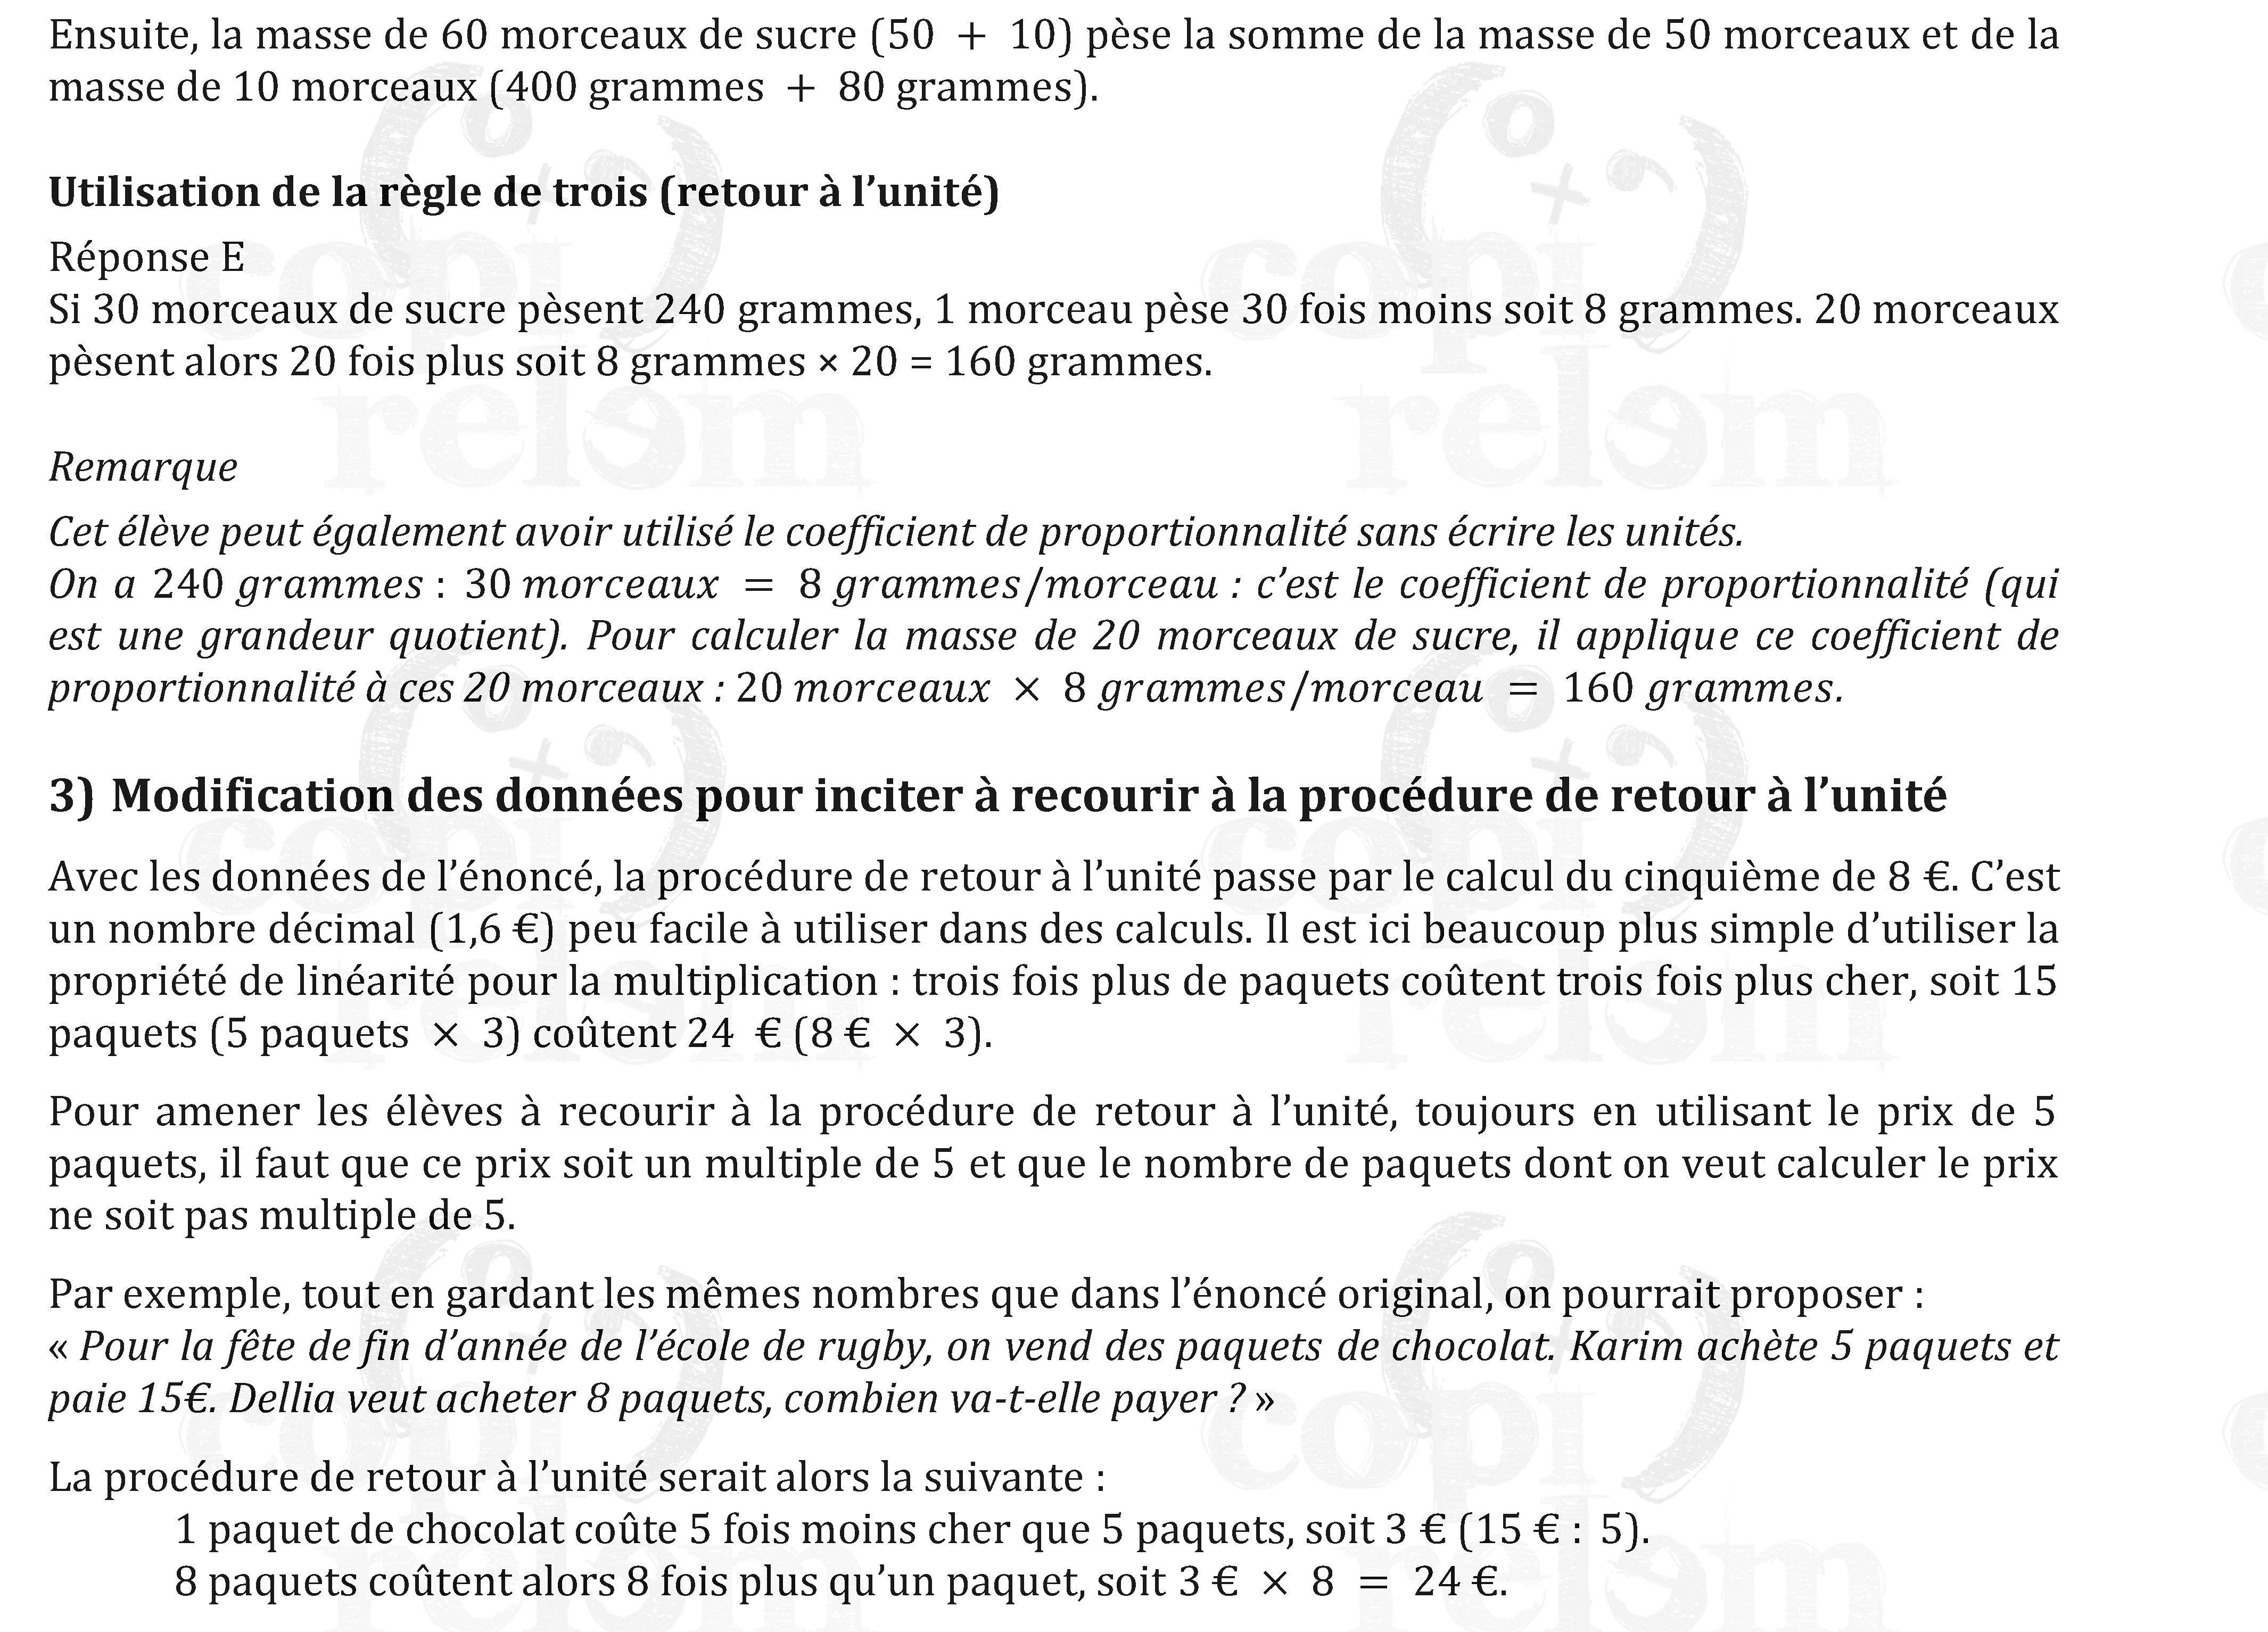 Ensuite, la masse de 60 morceaux de sucre (50 + 10) pèse la somme de la masse de 50 morceaux et de la
masse de 10 morceaux (400 grammes + 80 grammes).
Utilisation de la règle de trois (retour à l’unité)
Réponse E
Si 30 morceaux de sucre pèsent 240 grammes, 1 morceau pèse 30 fois moins soit 8 grammes. 20 morceaux
pèsent alors 20 fois plus soit 8 grammes × 20 = 160 grammes.
Remarque
Cet élève peut également avoir utilisé le coefficient de proportionnalité sans écrire les unités.
On a 240 grammes : 30 morceaux = 8 grammes/morceau : c’est le coefficient de proportionnalité (qui
est une grandeur quotient). Pour calculer la masse de 20 morceaux de sucre, il applique ce coefficient de
proportionnalité à ces 20 morceaux : 20 morceaux × 8 grammes/morceau = 160 grammes.
3) Modification des données pour inciter à recourir à la procédure de retour à l’unité
Avec les données de l’énoncé, la procédure de retour à l’unité passe par le calcul du cinquième de 8 €. C’est
un nombre décimal (1,6 €) peu facile à utiliser dans des calculs. Il est ici beaucoup plus simple d’utiliser la
propriété de linéarité pour la multiplication : trois fois plus de paquets coûtent trois fois plus cher, soit 15
paquets (5 paquets × 3) coûtent 24 € (8 € × 3).
Pour amener les élèves à recourir à la procédure de retour à l’unité, toujours en utilisant le prix de 5
paquets, il faut que ce prix soit un multiple de 5 et que le nombre de paquets dont on veut calculer le prix
ne soit pas multiple de 5.
Par exemple, tout en gardant les mêmes nombres que dans l’énoncé original, on pourrait proposer :
« Pour la fête de fin d’année de l’école de rugby, on vend des paquets de chocolat. Karim achète 5 paquets et
paie 15€. Dellia veut acheter 8 paquets, combien va-t-elle payer ? »
La procédure de retour à l’unité serait alors la suivante :
1 paquet de chocolat coûte 5 fois moins cher que 5 paquets, soit 3 € (15 € : 5).
8 paquets coûtent alors 8 fois plus qu’un paquet, soit 3 € × 8 = 24 €.